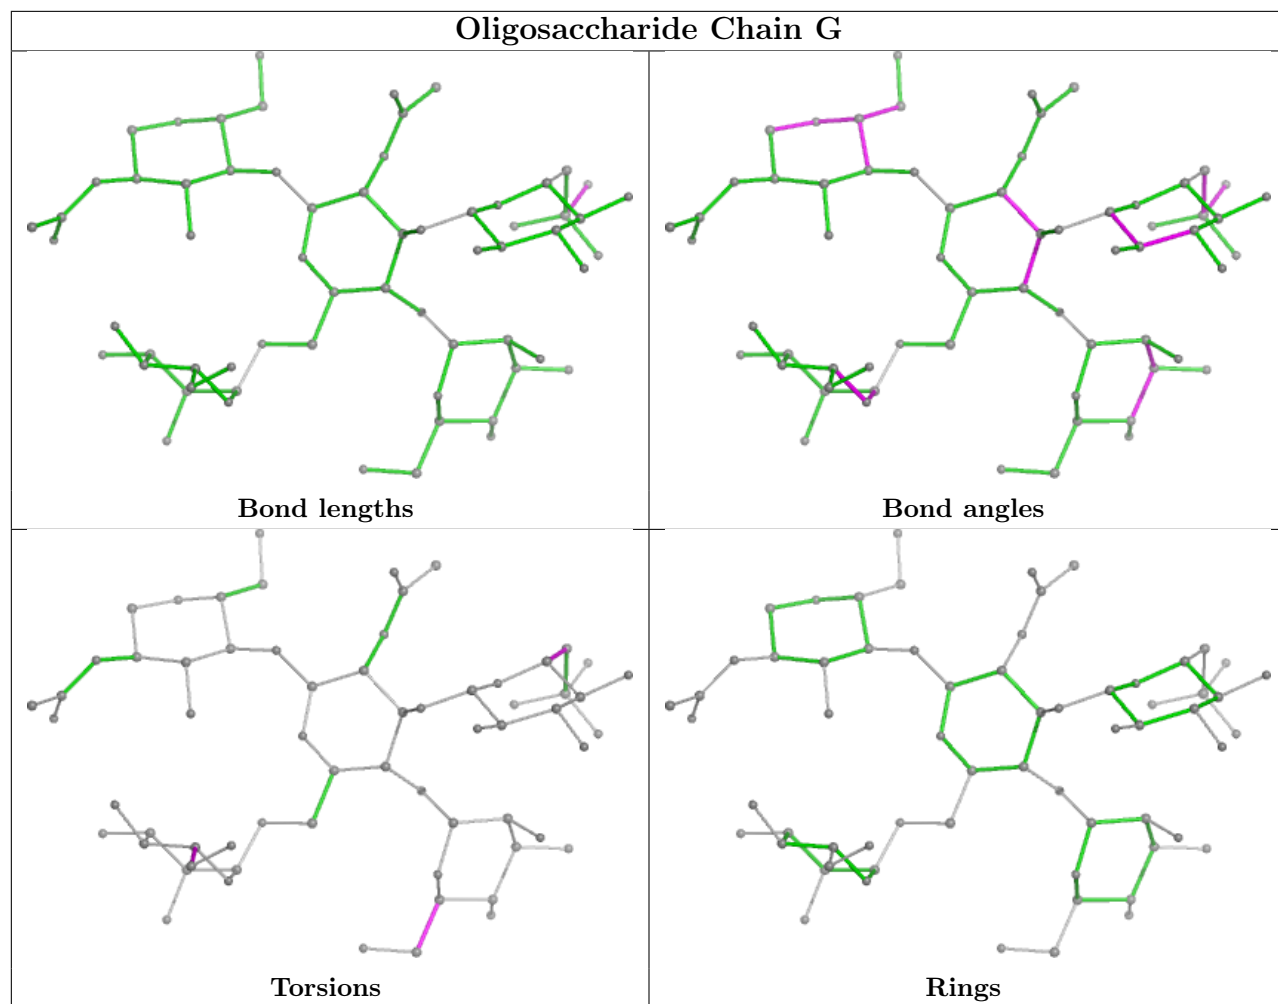 Oligosaccharide Chain G
Bond lengths
Bond angles
Torsions
Rings